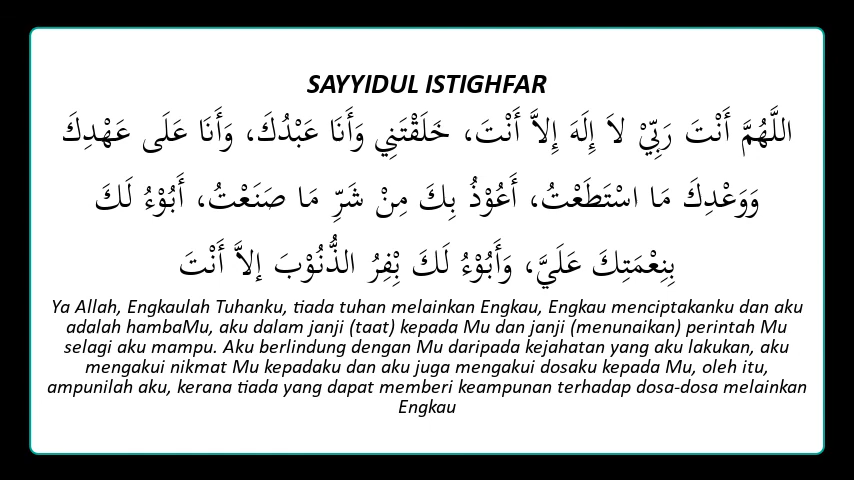 SAYYIDUL ISTIGHFAR
اللَّهُمَّ أَنْتَ رَبِّيْ لاَ إِلَهَ إِلاَّ أَنْتَ، خَلَقْتَنِي وَأَنَا عَبْدُكَ، وَأَنَا عَلَى عَهْدِكَ
وَوَعْدِكَ مَا اسْتَطَعْتُ، أَعُوْذُ بِكَ مِنْ شَرِّ مَا صَنَعْتُ، أَبُوْءُ لَكَ
بِنِعْمَتِكَ عَلَيَّ، وَأَبُوْءُ لَكَ بِْفِرُ الذُّنُوْبَ إلاَّ أَنْتَ
Ya Allah, Engkaulah Tuhanku, tiada tuhan melainkan Engkau, Engkau menciptakanku dan aku
adalah hambaMu, aku dalam janji (taat) kepada Mu dan janji (menunaikan) perintah Mu
selagi aku mampu. Aku berlindung dengan Mu daripada kejahatan yang aku lakukan, aku
mengakui nikmat Mu kepadaku dan aku juga mengakui dosaku kepada Mu, oleh itu,
ampunilah aku, kerana tiada yang dapat memberi keampunan terhadap dosa-dosa melainkan
Engkau